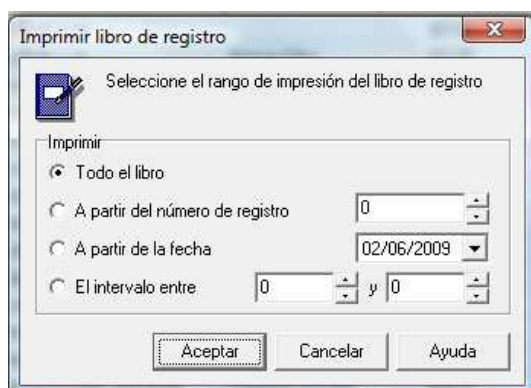 Imprimir libro de registro
Seleccione el rango de impresión del libro de registro
Imprimir
Todo el libro
A partir del número de registro 0
A partir de la fecha 02/06/2009
El intervalo entre 0 y 0
Aceptar Cancelar Ayuda